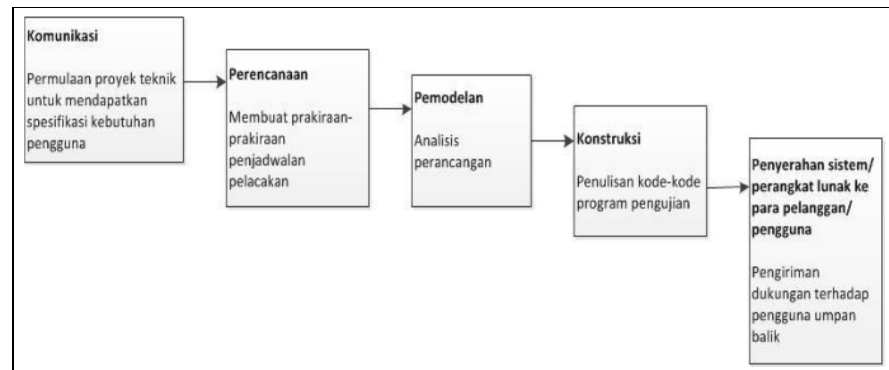 Komunikasi
Permulaan proyek teknik
untuk mendapatkan
spesifikasi kebutuhan
pengguna
Perencanaan
Membuat prakiraan-
prakiraan
penjadwalan
pelacakan
Pemodelan
Analisis
perancangan
Konstruksi
Penulisan kode-kode
program pengujian
Penyerahan sistem/
perangkat lunak ke
para pelanggan/
pengguna
Pengiriman
dukungan terhadap
pengguna umpan
balik